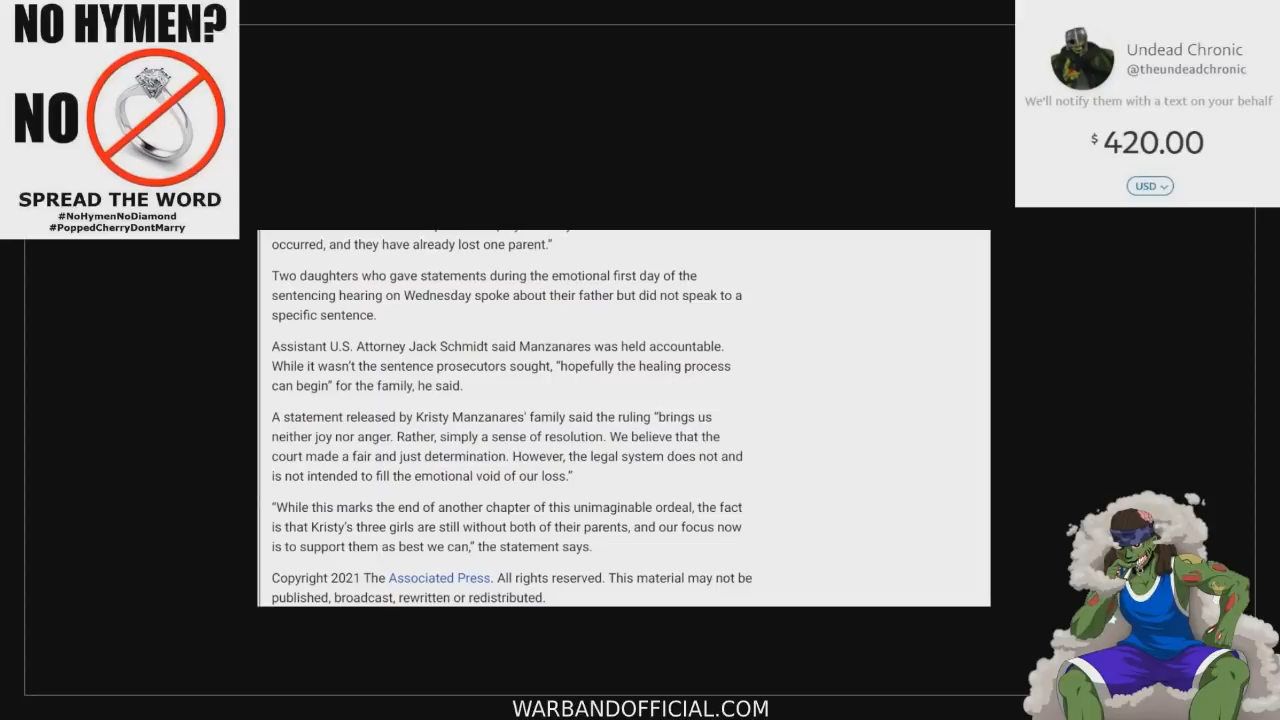 NO HYMEN?
NO
SPREAD THE WORD
#NoHymenNoDiamond
#PoppedCherryDontMarry
Undead Chronic
@theundeadchronic
We'll notify them with a text on your behalf
$ 420.00
USD
occurred, and they have already lost one parent.”
Two daughters who gave statements during the emotional first day of the
sentencing hearing on Wednesday spoke about their father but did not speak to a
specific sentence.
Assistant U.S. Attorney Jack Schmidt said Manzanares was held accountable.
While it wasn’t the sentence prosecutors sought, “hopefully the healing process
can begin” for the family, he said.
A statement released by Kristy Manzanares’ family said the ruling “brings us
neither joy nor anger. Rather, simply a sense of resolution. We believe that the
court made a fair and just determination. However, the legal system does not and
is not intended to fill the emotional void of our loss.”
“While this marks the end of another chapter of this unimaginable ordeal, the fact
is that Kristy’s three girls are still without both of their parents, and our focus now
is to support them as best we can,” the statement says.
Copyright 2021 The Associated Press. All rights reserved. This material may not be
published, broadcast, rewritten or redistributed.
WARBANDOFFICIAL.COM